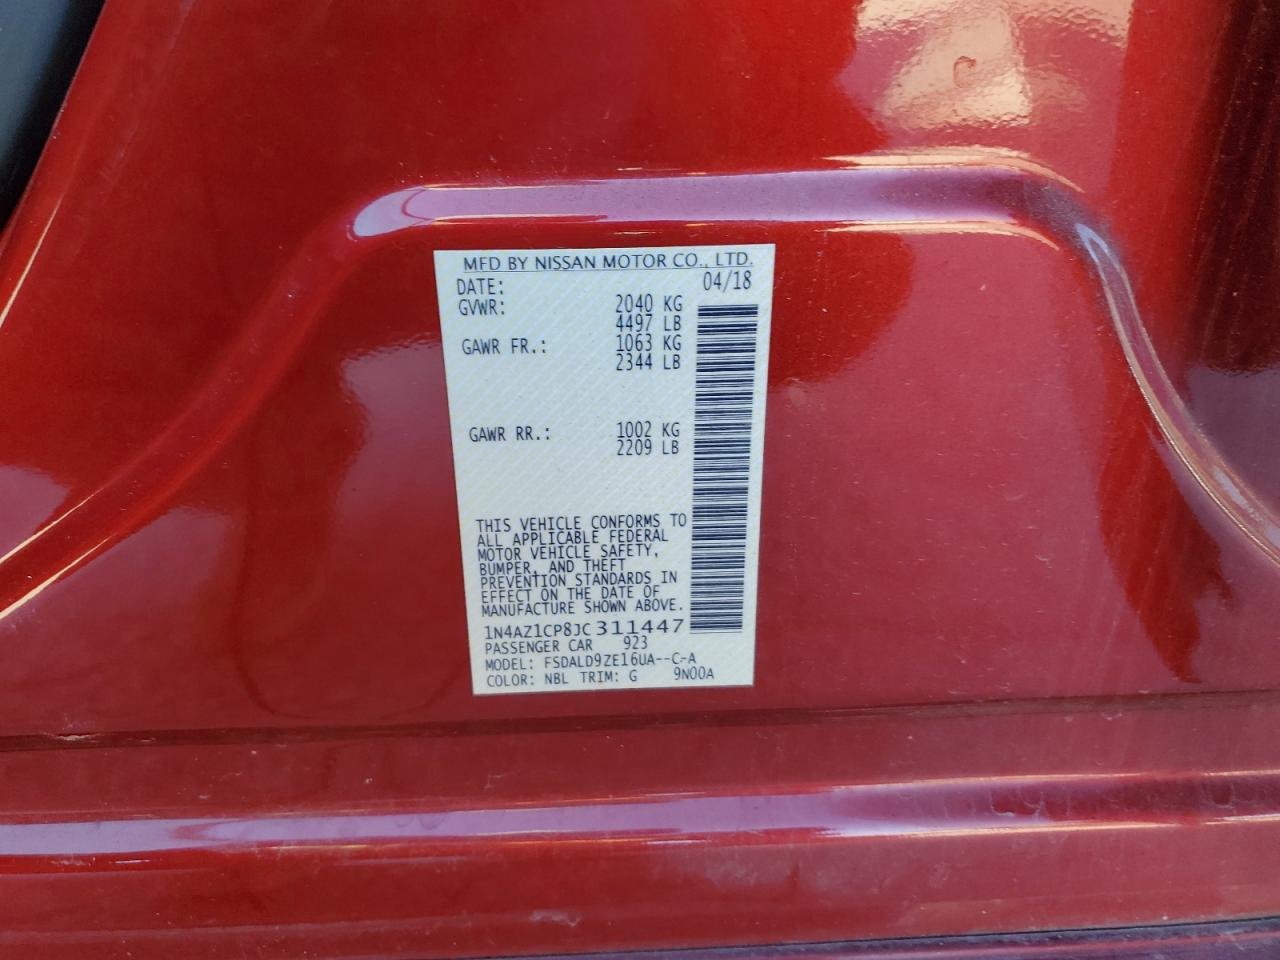 MFD BY NISSAN MOTOR CO., LTD.
DATE: 04/18
GVWR: 2040 KG
4497 LB
GAWR FR.: 1063 KG
2344 LB
GAWR RR.: 1002 KG
2209 LB
THIS VEHICLE CONFORMS TO
ALL APPLICABLE FEDERAL
MOTOR VEHICLE SAFETY,
BUMPER, AND THEFT
PREVENTION STANDARDS IN
EFFECT ON THE DATE OF
MANUFACTURE SHOWN ABOVE.
1N4AZ1CP8JC311447
PASSENGER CAR 923
MODEL: FSDALD9ZE16UA--C-A
COLOR: NBL TRIM: G 9N00A